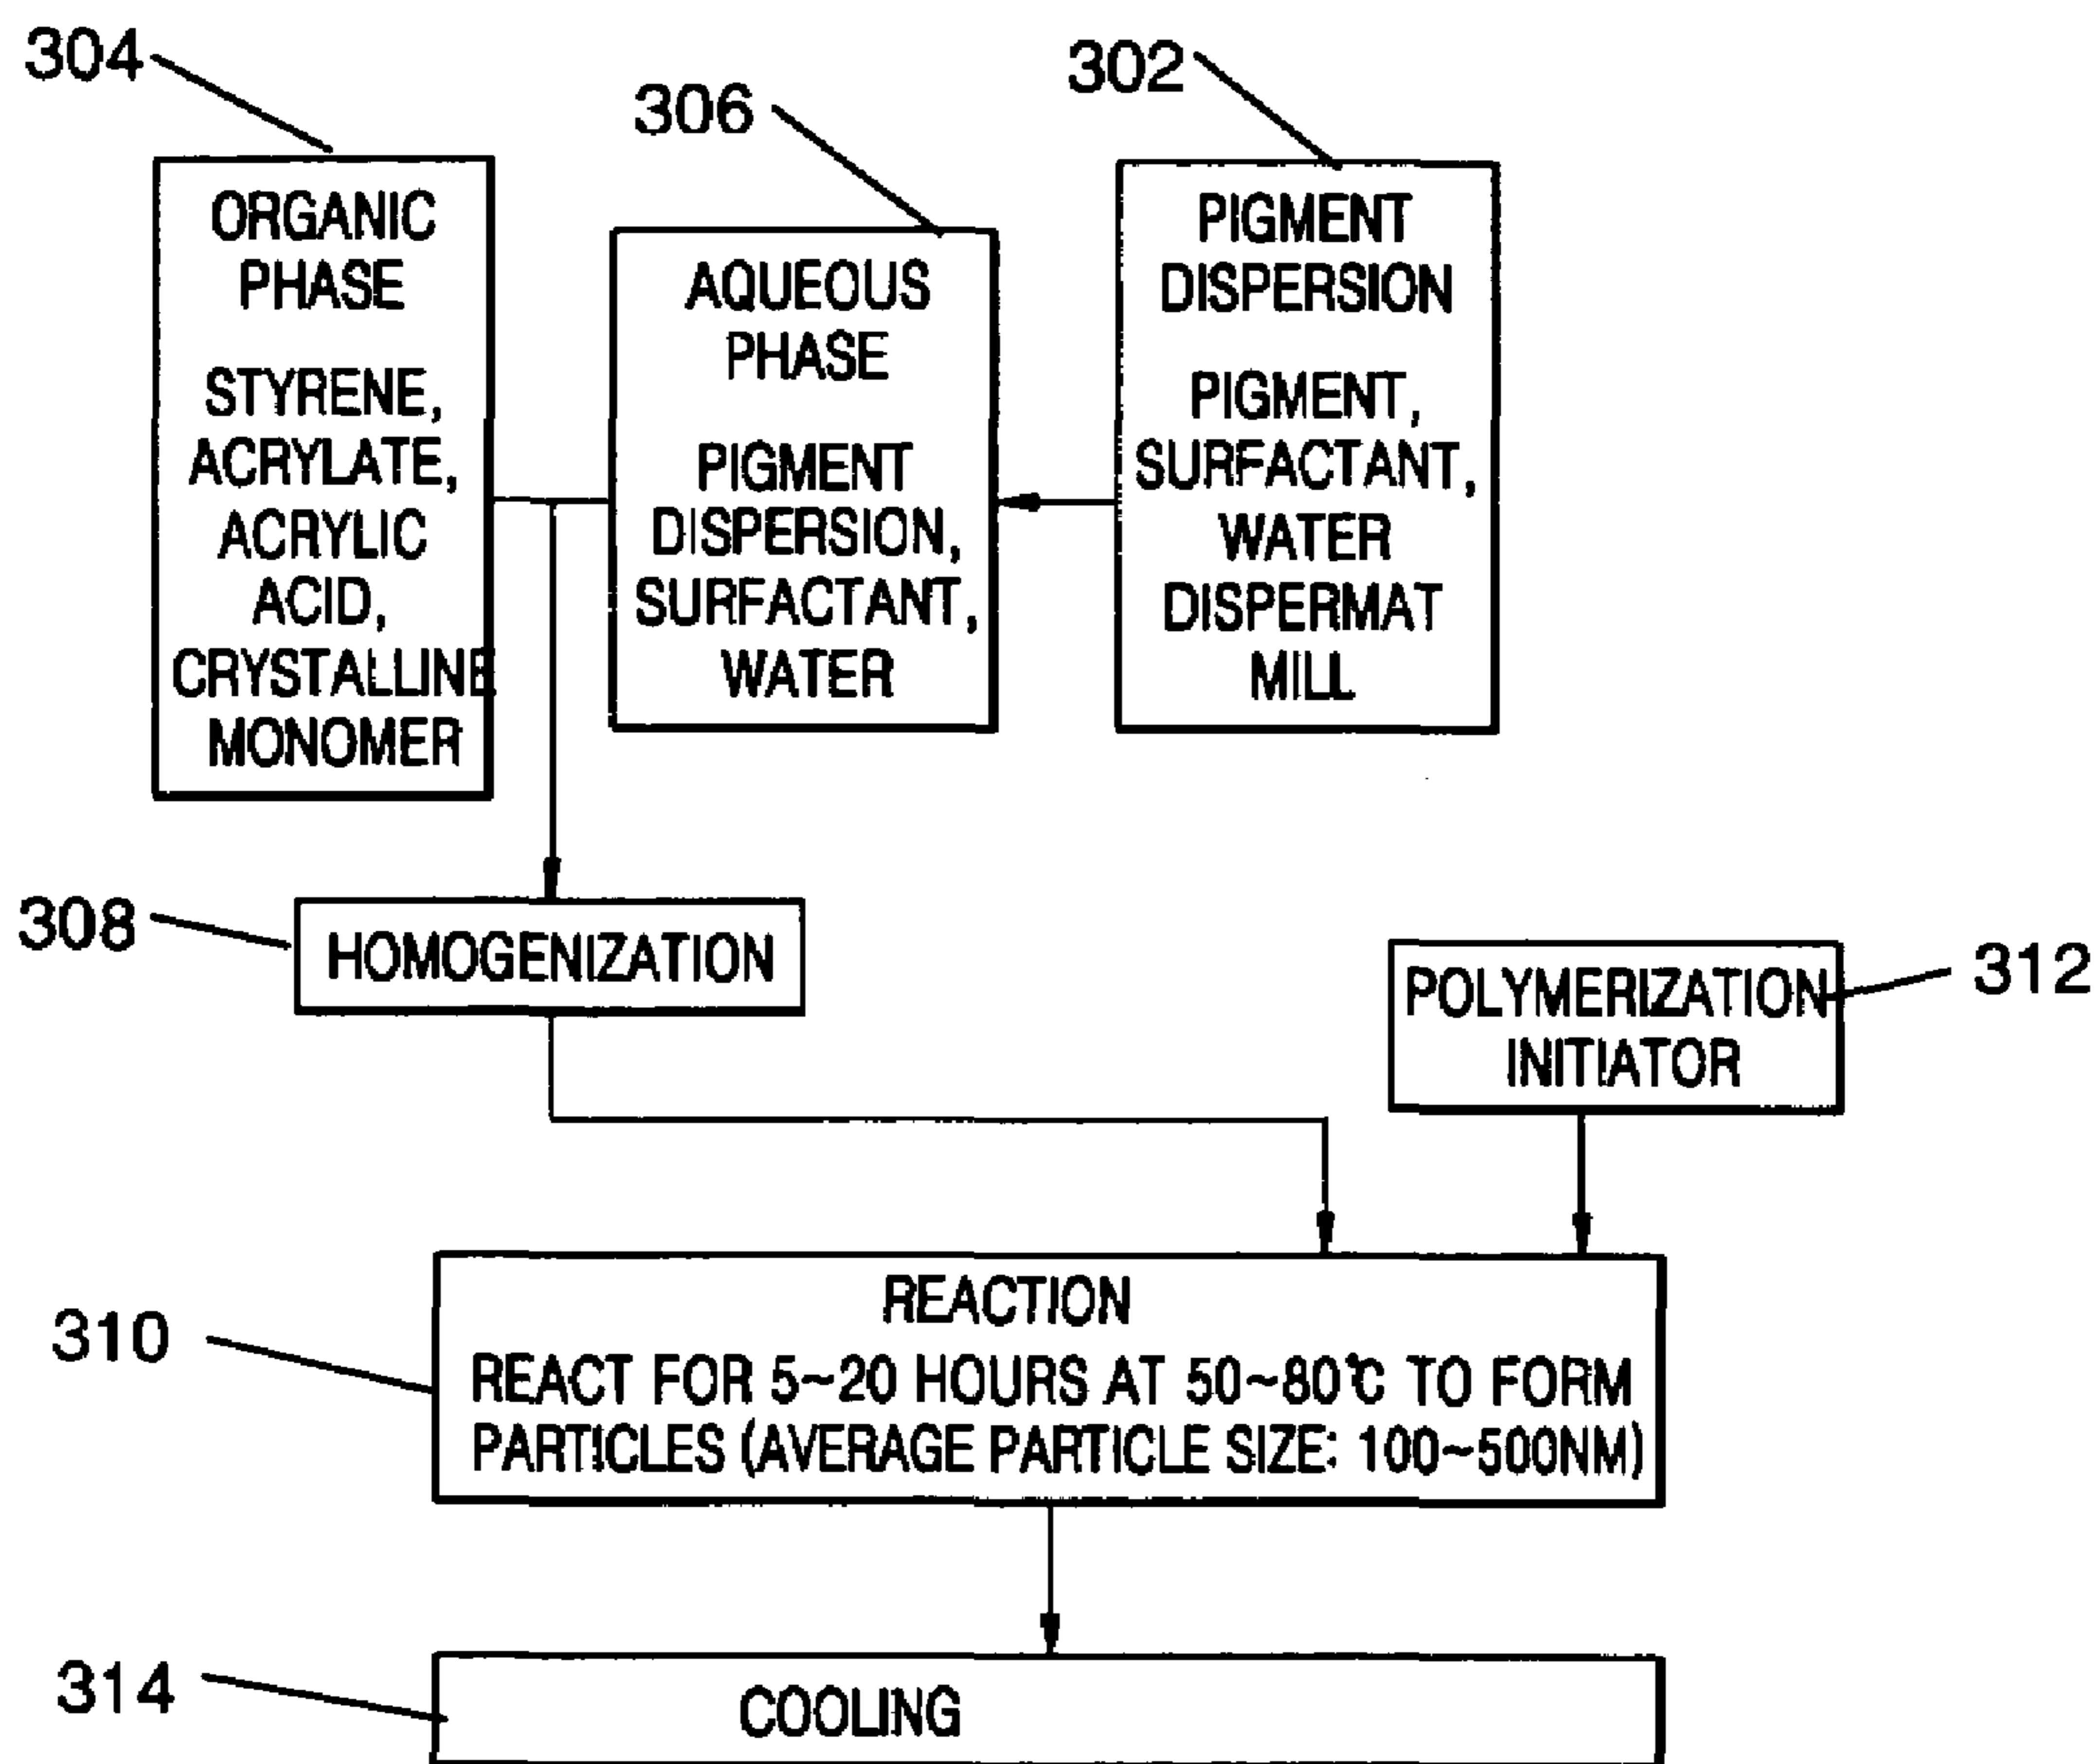 304
306
302
ORGANIC
PHASE
STYRENE,
ACRYLATE,
ACRYLIC
ACID,
CRYSTALLINE
MONOMER
AQUEOUS
PHASE
PIGMENT
DISPERSION,
SURFACTANT,
WATER
PIGMENT
DISPERSION
PIGMENT,
SURFACTANT,
WATER
DISPERMAT
MILL
308
HOMOGENIZATION
POLYMERIZATION
INITIATOR
312
310
REACTION
REACT FOR 5~20 HOURS AT 50~80℃ TO FORM
PARTICLES (AVERAGE PARTICLE SIZE: 100~500NM)
314
COOLING